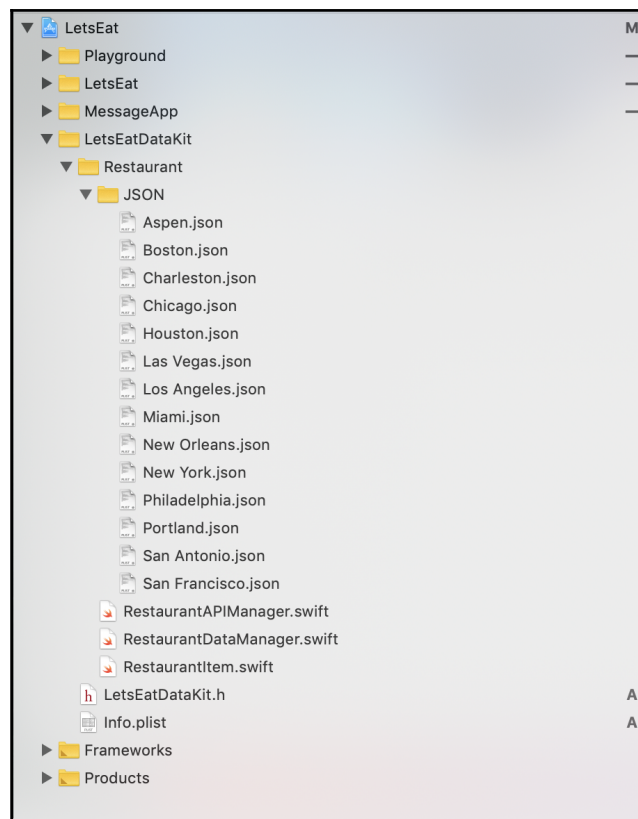 LetsEat M
Playground —
LetsEat —
MessageApp —
LetsEatDataKit
Restaurant
JSON
Aspen.json
Boston.json
Charleston.json
Chicago.json
Houston.json
Las Vegas.json
Los Angeles.json
Miami.json
New Orleans.json
New York.json
Philadelphia.json
Portland.json
San Antonio.json
San Francisco.json
RestaurantAPIManager.swift
RestaurantDataManager.swift
RestaurantItem.swift
h LetsEatDataKit.h A
Info.plist A
Frameworks
Products